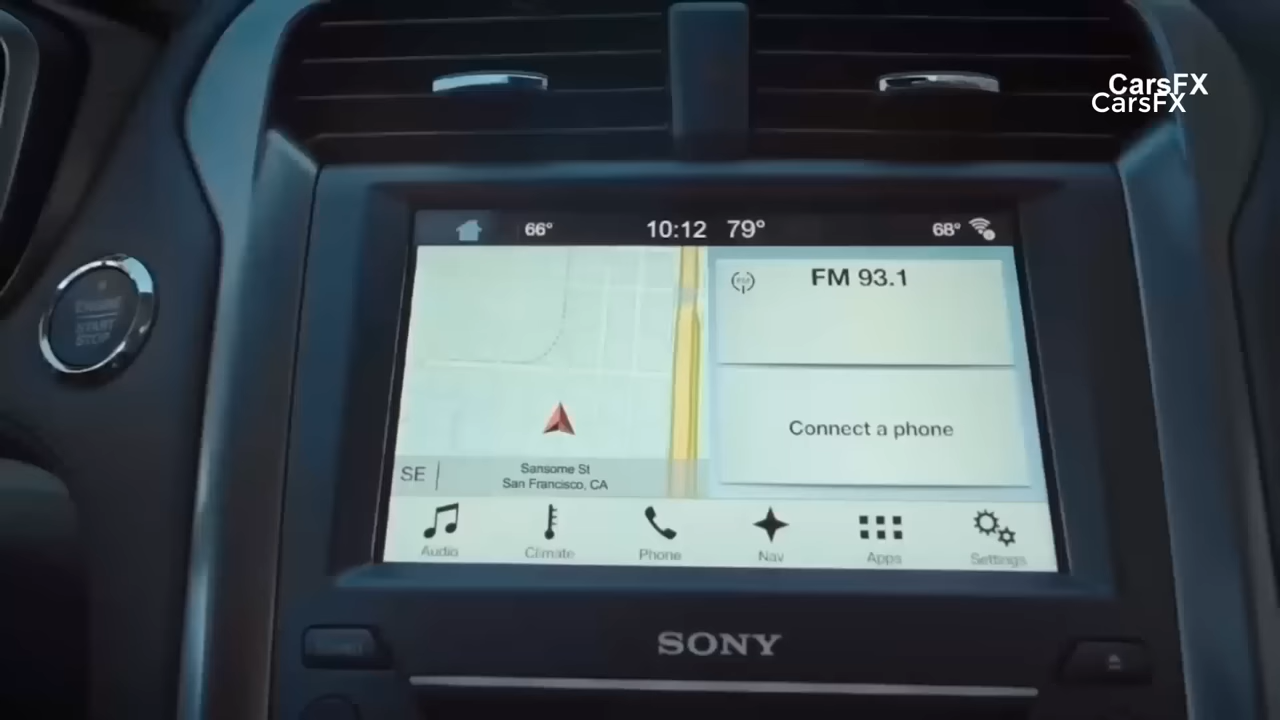 CarsFX
CarsFX
66° 10:12 79° 68°
FM 93.1
Connect a phone
SE
Sansome St
San Francisco, CA
Audio Climate Phone Nav Apps Settings
ENGINE
START
STOP
SONY